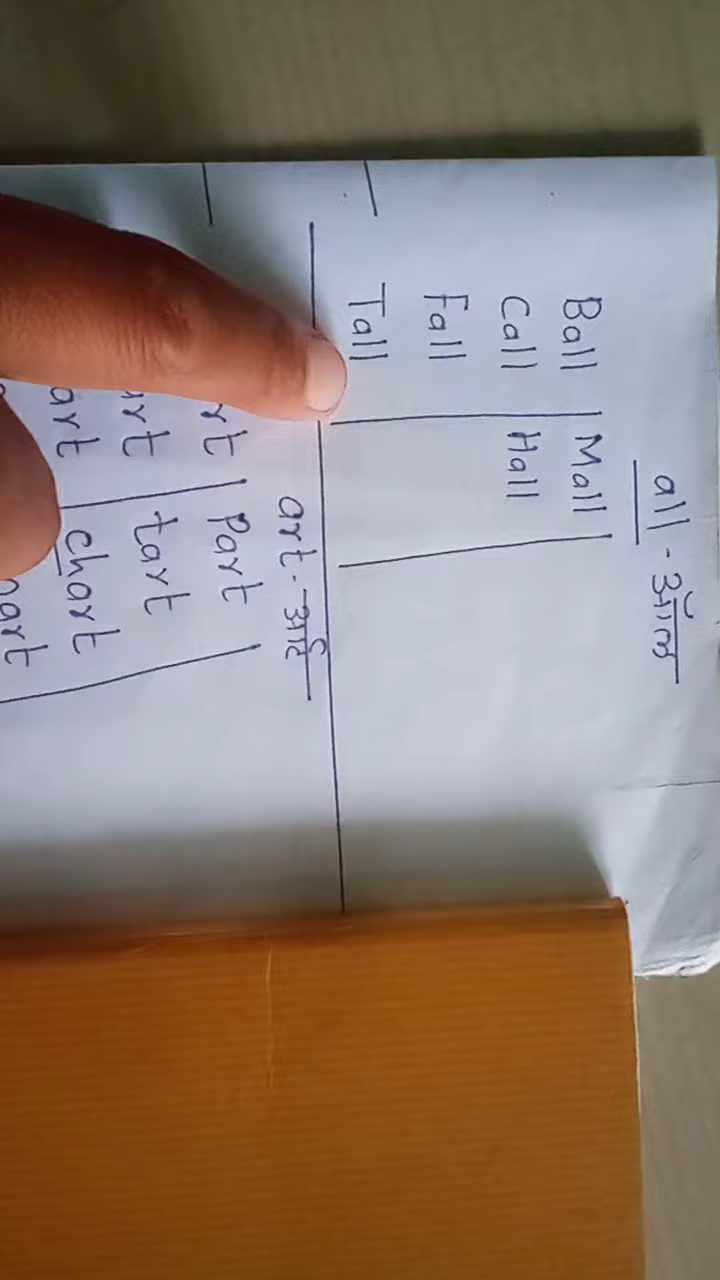 all - ऑल
Ball Mall
Call Hall
Fall
Tall
art - आर्ट
Part
tart
chart